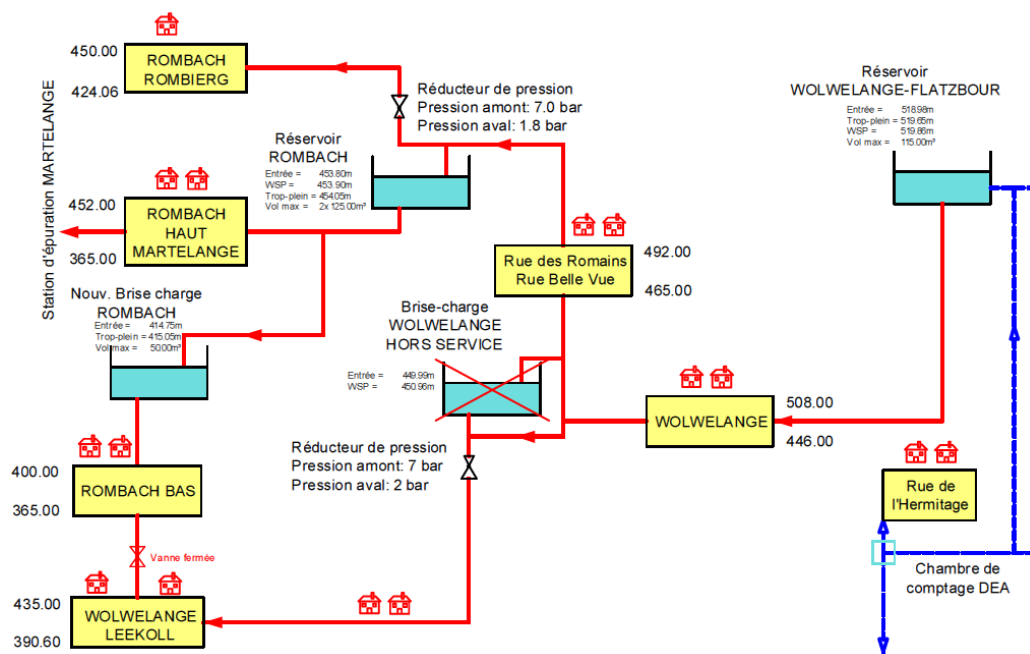 450.00
424.06
ROMBACH
ROMBIERG
Réducteur de pression
Pression amont: 7.0 bar
Pression aval: 1.8 bar
Réservoir
WOLWELANGE-FLATZBOUR
Entrée = 518.98m
Trop-plein = 519.65m
WSP = 519.86m
Vol max = 115.00m³
Réservoir
ROMBACH
Entrée = 453.80m
WSP = 453.90m
Trop-plein = 454.05m
Vol max = 2x 125.00m³
Station d'épuration MARTELANGE
452.00
365.00
ROMBACH
HAUT
MARTELANGE
Rue des Romains
Rue Belle Vue
492.00
465.00
Nouv. Brise charge
ROMBACH
Entrée = 414.75m
Trop-plein = 415.05m
Vol max = 50.00m³
Brise-charge
WOLWELANGE
HORS SERVICE
Entrée = 449.99m
WSP = 450.96m
WOLWELANGE
508.00
446.00
Réducteur de pression
Pression amont: 7 bar
Pression aval: 2 bar
400.00
365.00
ROMBACH BAS
Rue de
l'Hermitage
Vanne fermée
Chambre de
comptage DEA
435.00
390.60
WOLWELANGE
LEEKOLL